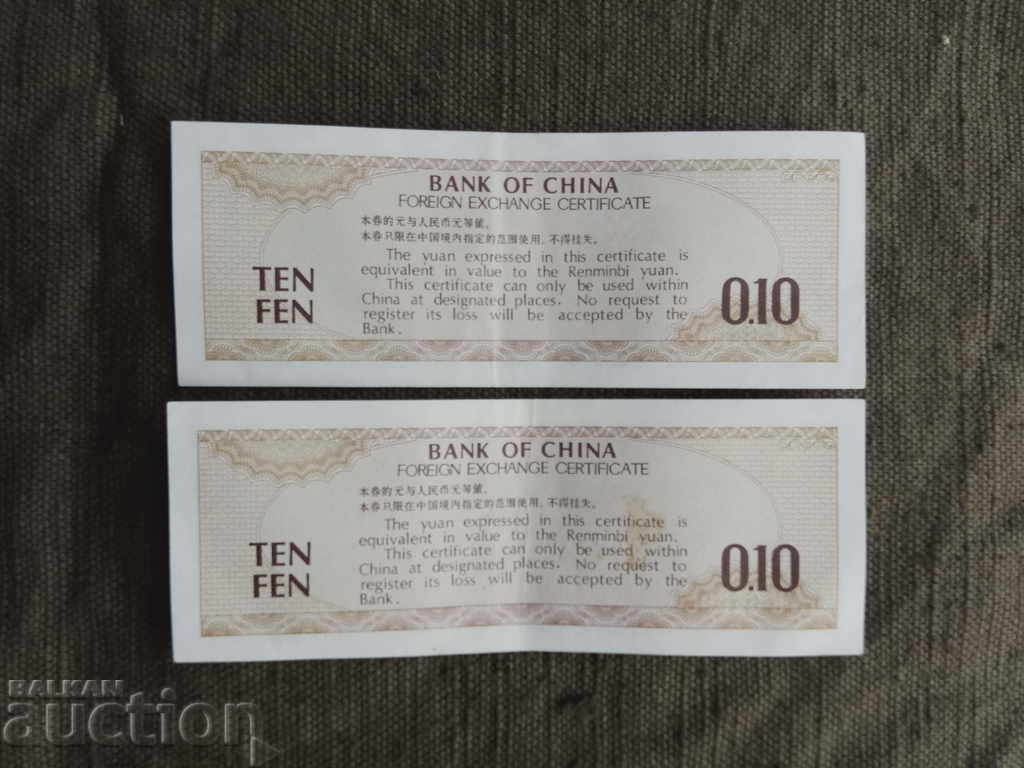 BANK OF CHINA
FOREIGN EXCHANGE CERTIFICATE
本券的元与人民币元等值。
本券只限在中国境内指定的范围使用,不得挂失。
The yuan expressed in this certificate is
equivalent in value to the Renminbi yuan.
This certificate can only be used within
China at designated places. No request to
register its loss will be accepted by the
Bank.
TEN
FEN
0.10
BANK OF CHINA
FOREIGN EXCHANGE CERTIFICATE
本券的元与人民币元等值。
本券只限在中国境内指定的范围使用,不得挂失。
The yuan expressed in this certificate is
equivalent in value to the Renminbi yuan.
This certificate can only be used within
China at designated places. No request to
register its loss will be accepted by the
Bank.
TEN
FEN
0.10
BALKAN
auction